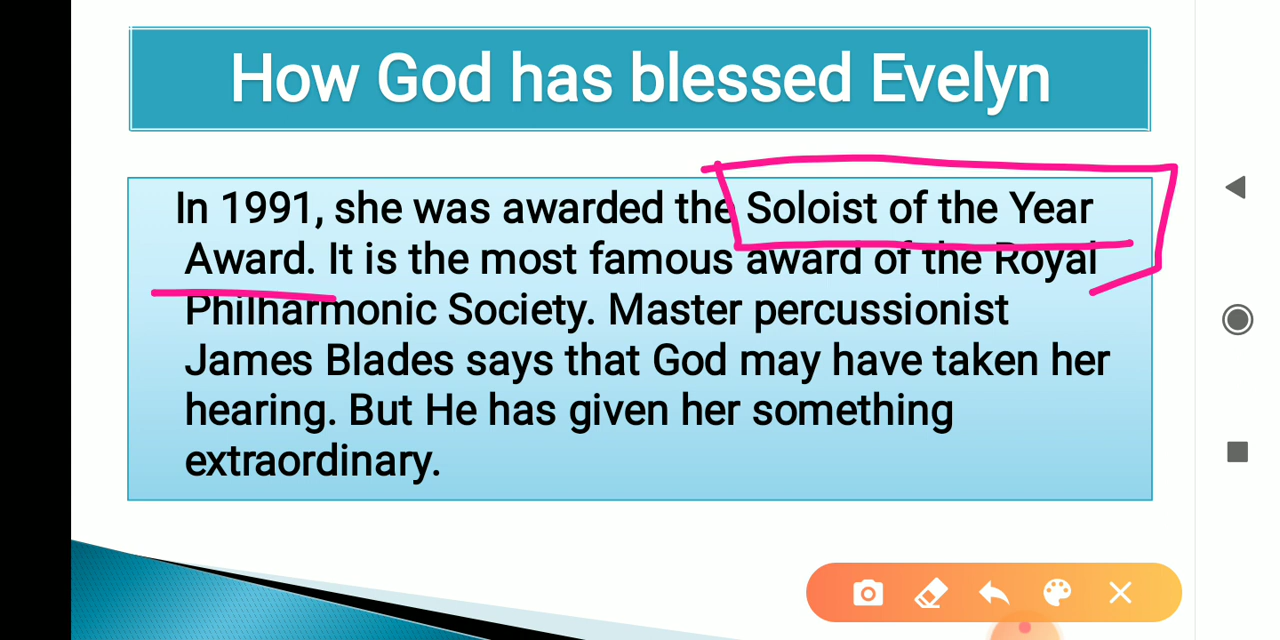 How God has blessed Evelyn
In 1991, she was awarded the Soloist of the Year
Award. It is the most famous award of the Royal
Philharmonic Society. Master percussionist
James Blades says that God may have taken her
hearing. But He has given her something
extraordinary.